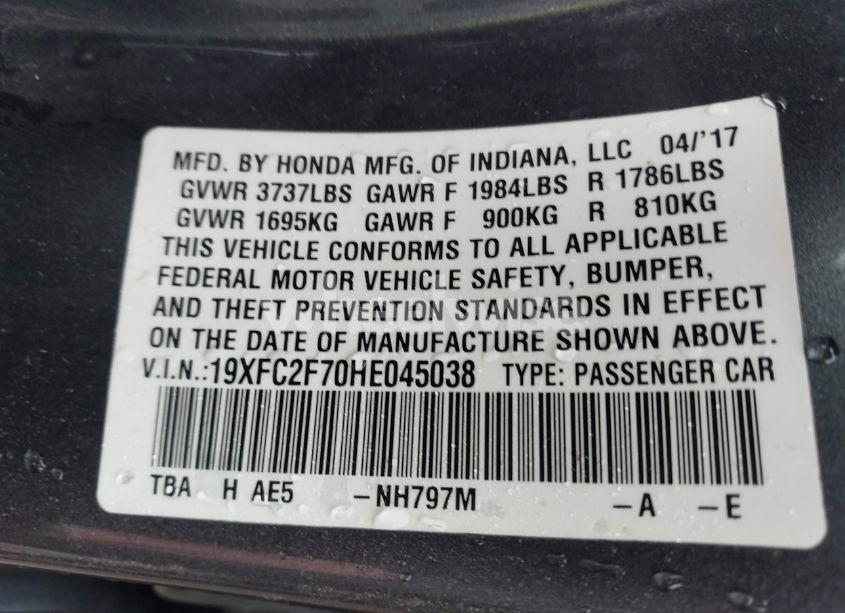 MFD. BY HONDA MFG. OF INDIANA, LLC 04/'17
GVWR 3737LBS GAWR F 1984LBS R 1786LBS
GVWR 1695KG GAWR F 900KG R 810KG
THIS VEHICLE CONFORMS TO ALL APPLICABLE
FEDERAL MOTOR VEHICLE SAFETY, BUMPER,
AND THEFT PREVENTION STANDARDS IN EFFECT
ON THE DATE OF MANUFACTURE SHOWN ABOVE.
V.I.N.:19XFC2F70HE045038 TYPE: PASSENGER CAR
TBA H AE5 -NH797M -A -E